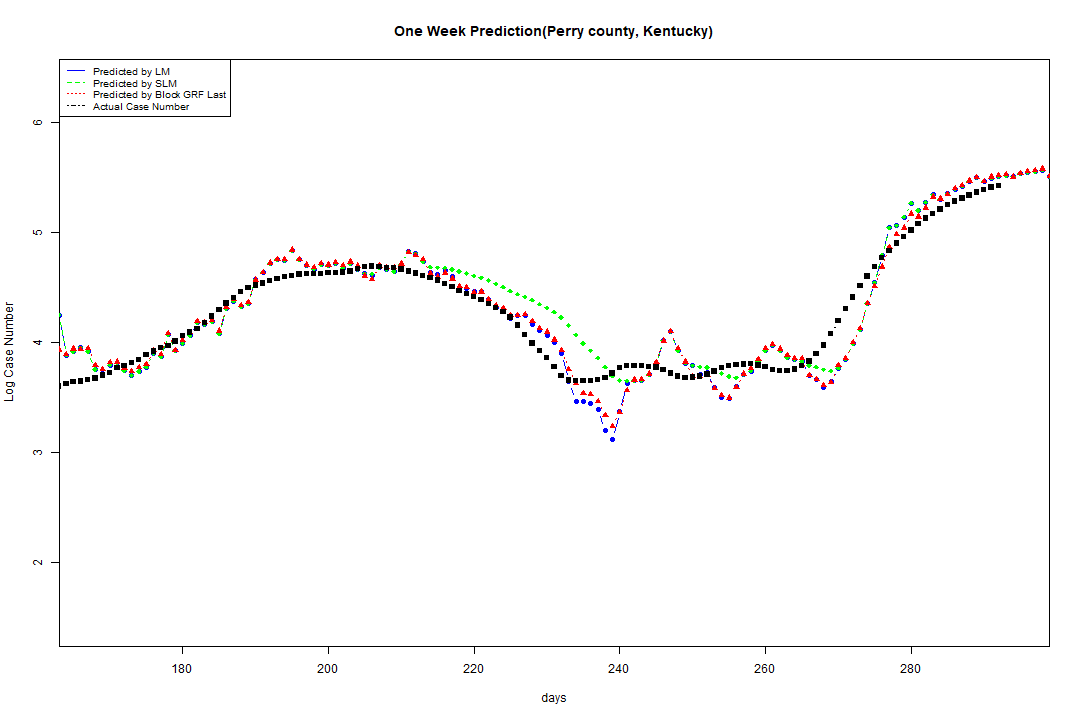 One Week Prediction(Perry county, Kentucky)
Predicted by LM
Predicted by SLM
Predicted by Block GRF Last
Actual Case Number
6
5
4
3
2
Log Case Number
180 200 220 240 260 280
days